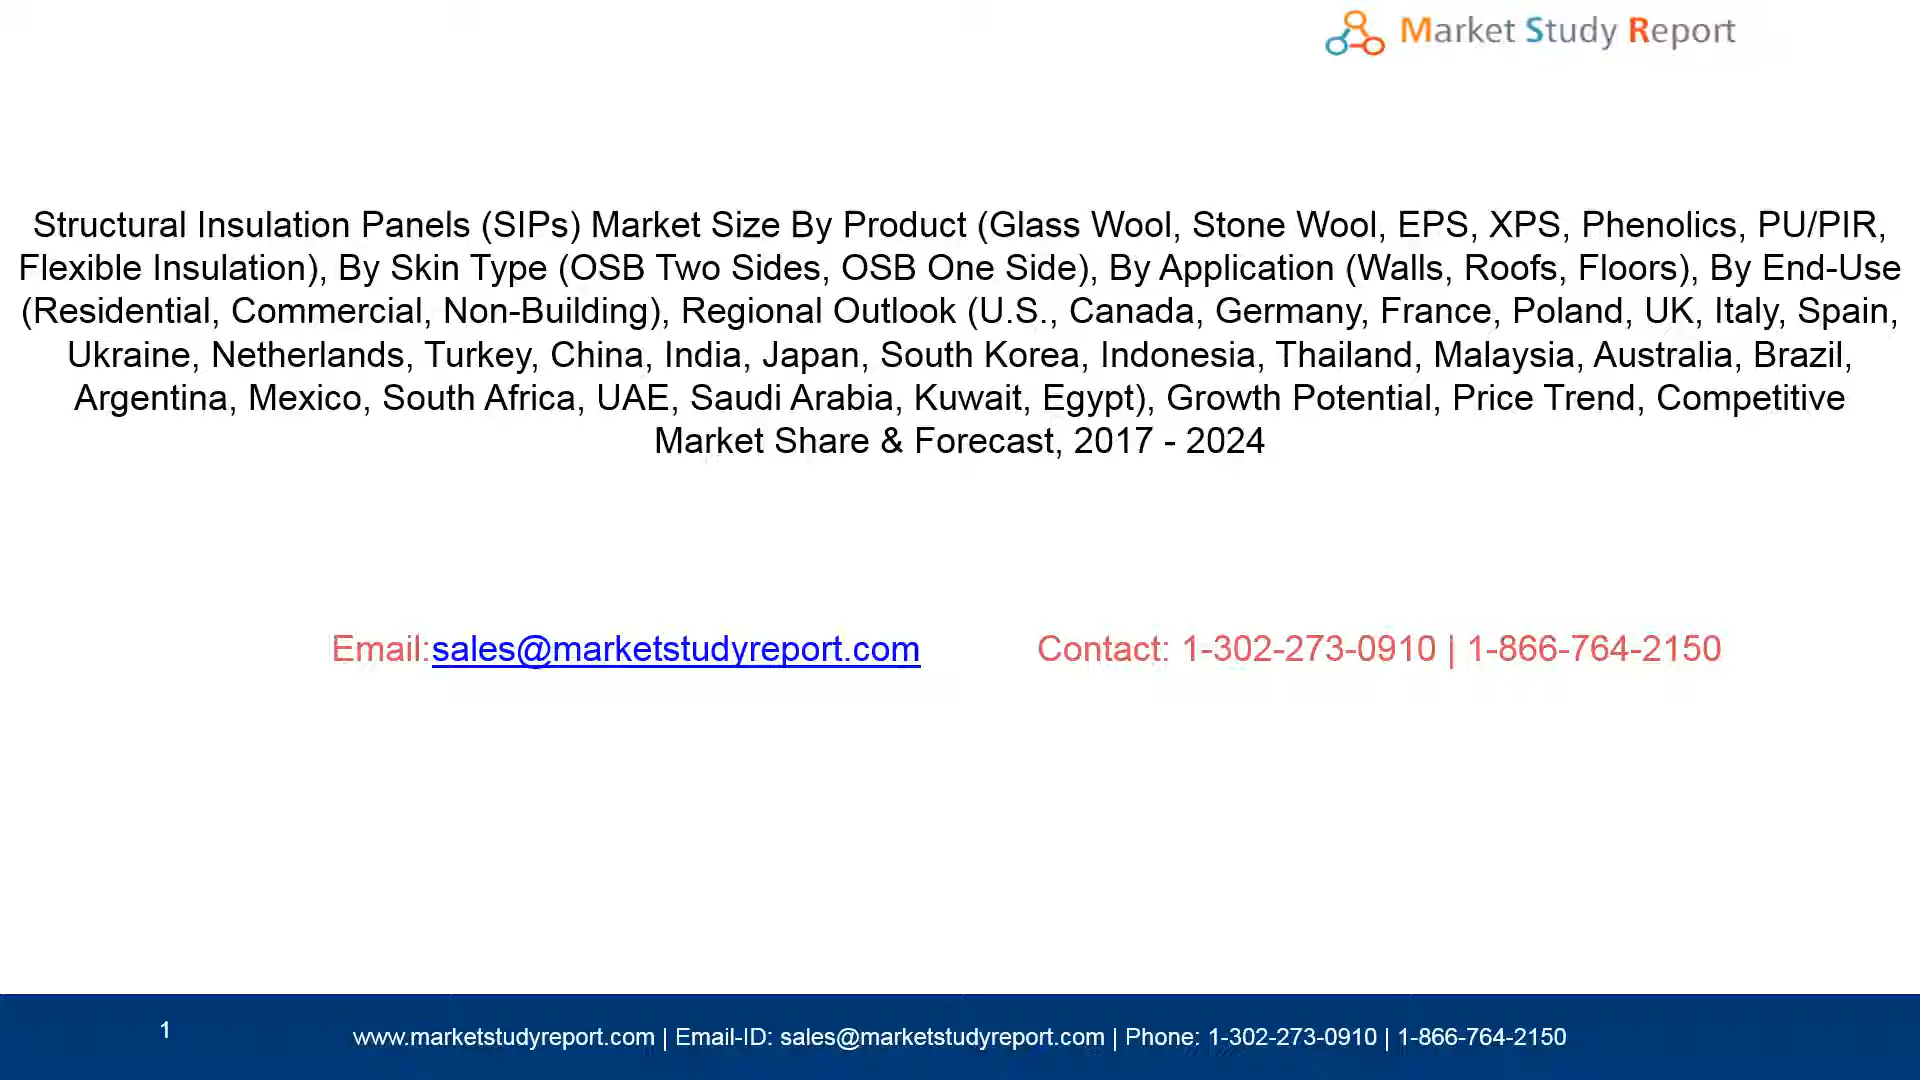 Market Study Report
Structural Insulation Panels (SIPs) Market Size By Product (Glass Wool, Stone Wool, EPS, XPS, Phenolics, PU/PIR,
Flexible Insulation), By Skin Type (OSB Two Sides, OSB One Side), By Application (Walls, Roofs, Floors), By End-Use
(Residential, Commercial, Non-Building), Regional Outlook (U.S., Canada, Germany, France, Poland, UK, Italy, Spain,
Ukraine, Netherlands, Turkey, China, India, Japan, South Korea, Indonesia, Thailand, Malaysia, Australia, Brazil,
Argentina, Mexico, South Africa, UAE, Saudi Arabia, Kuwait, Egypt), Growth Potential, Price Trend, Competitive
Market Share & Forecast, 2017 - 2024
Email:sales@marketstudyreport.com Contact: 1-302-273-0910 | 1-866-764-2150
1 www.marketstudyreport.com | Email-ID: sales@marketstudyreport.com | Phone: 1-302-273-0910 | 1-866-764-2150